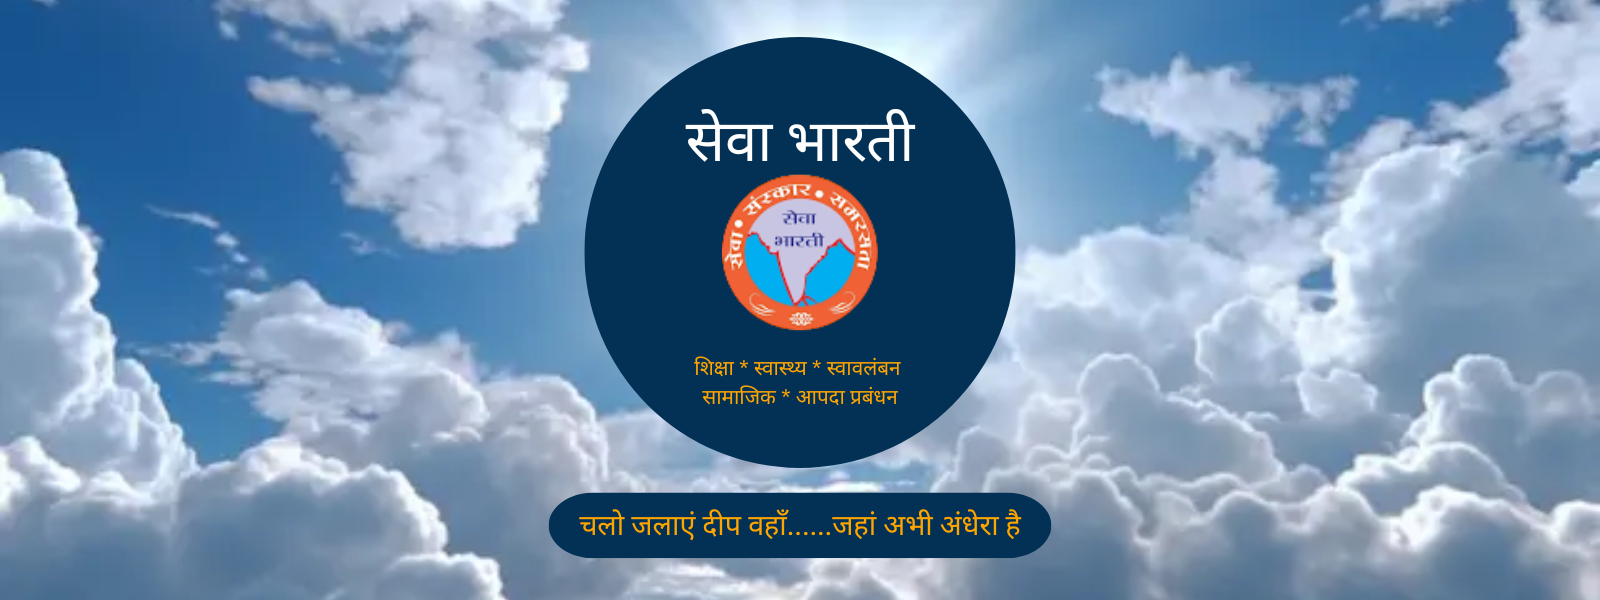 सेवा भारती
सेवा • संस्कार • समरसता
सेवा
भारती
शिक्षा * स्वास्थ्य * स्वावलंबन
सामाजिक * आपदा प्रबंधन
चलो जलाएं दीप वहाँ......जहां अभी अंधेरा है